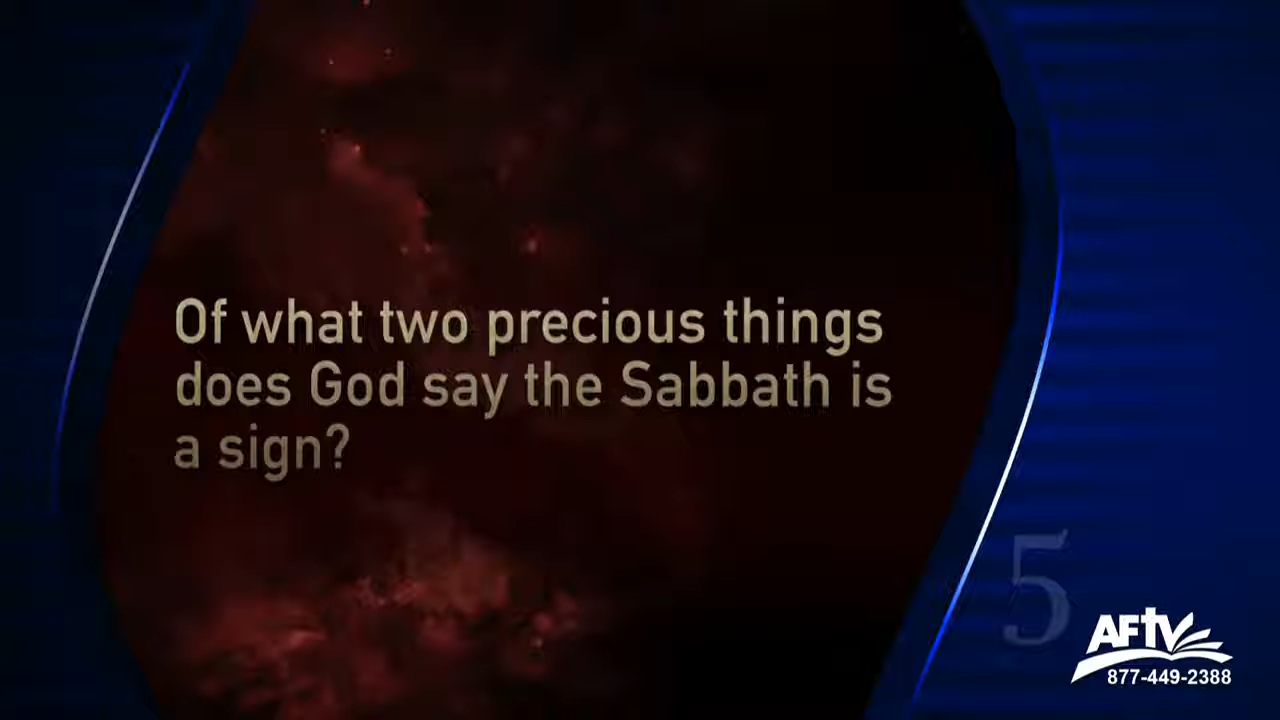 Of what two precious things
does God say the Sabbath is
a sign?
5
AFtv
877-449-2388